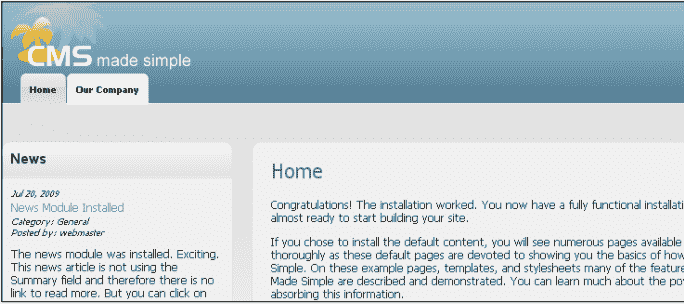 CMS made simple
Home
Our Company
News
Jul 20, 2009
News Module Installed
Category: General
Posted by: webmaster
The news module was installed. Exciting.
This news article is not using the
Summary field and therefore there is no
link to read more. But you can click on
Home
Congratulations! The installation worked. You now have a fully functional installati
almost ready to start building your site.
If you chose to install the default content, you will see numerous pages available
thoroughly as these default pages are devoted to showing you the basics of how
Simple. On these example pages, templates, and stylesheets many of the feature
Made Simple are described and demonstrated. You can learn much about the po
absorbing this information.